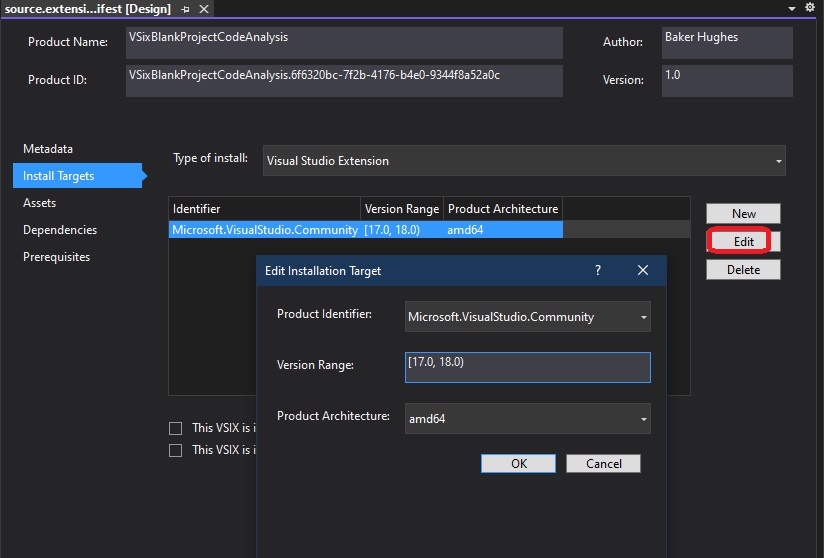 source.extensi...ifest [Design]
Product Name: VSixBlankProjectCodeAnalysis Author: Baker Hughes
Product ID: VSixBlankProjectCodeAnalysis.6f6320bc-7f2b-4176-b4e0-9344f8a52a0c Version: 1.0
Metadata
Install Targets
Assets
Dependencies
Prerequisites
Type of install: Visual Studio Extension
Identifier Version Range Product Architecture
Microsoft.VisualStudio.Community [17.0, 18.0) amd64
New
Edit
Delete
Edit Installation Target ?
Product Identifier: Microsoft.VisualStudio.Community
Version Range: [17.0, 18.0)
Product Architecture: amd64
OK Cancel
This VSIX is i
This VSIX is i